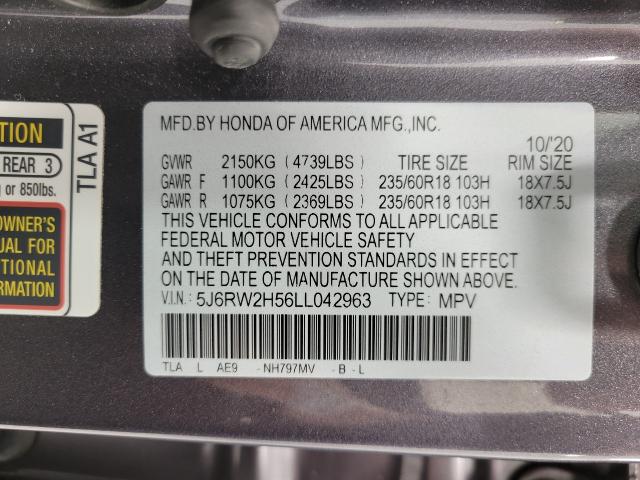 TION
REAR 3
or 850lbs.
OWNER'S
UAL FOR
TIONAL
RMATION.
TLA A1
MFD.BY HONDA OF AMERICA MFG.,INC.
10/'20
GVWR 2150KG (4739LBS) TIRE SIZE RIM SIZE
GAWR F 1100KG (2425LBS) 235/60R18 103H 18X7.5J
GAWR R 1075KG (2369LBS) 235/60R18 103H 18X7.5J
THIS VEHICLE CONFORMS TO ALL APPLICABLE
FEDERAL MOTOR VEHICLE SAFETY
AND THEFT PREVENTION STANDARDS IN EFFECT
ON THE DATE OF MANUFACTURE SHOWN ABOVE.
V.I.N: 5J6RW2H56LL042963 TYPE: MPV
TLA L AE9 -NH797MV -B-L